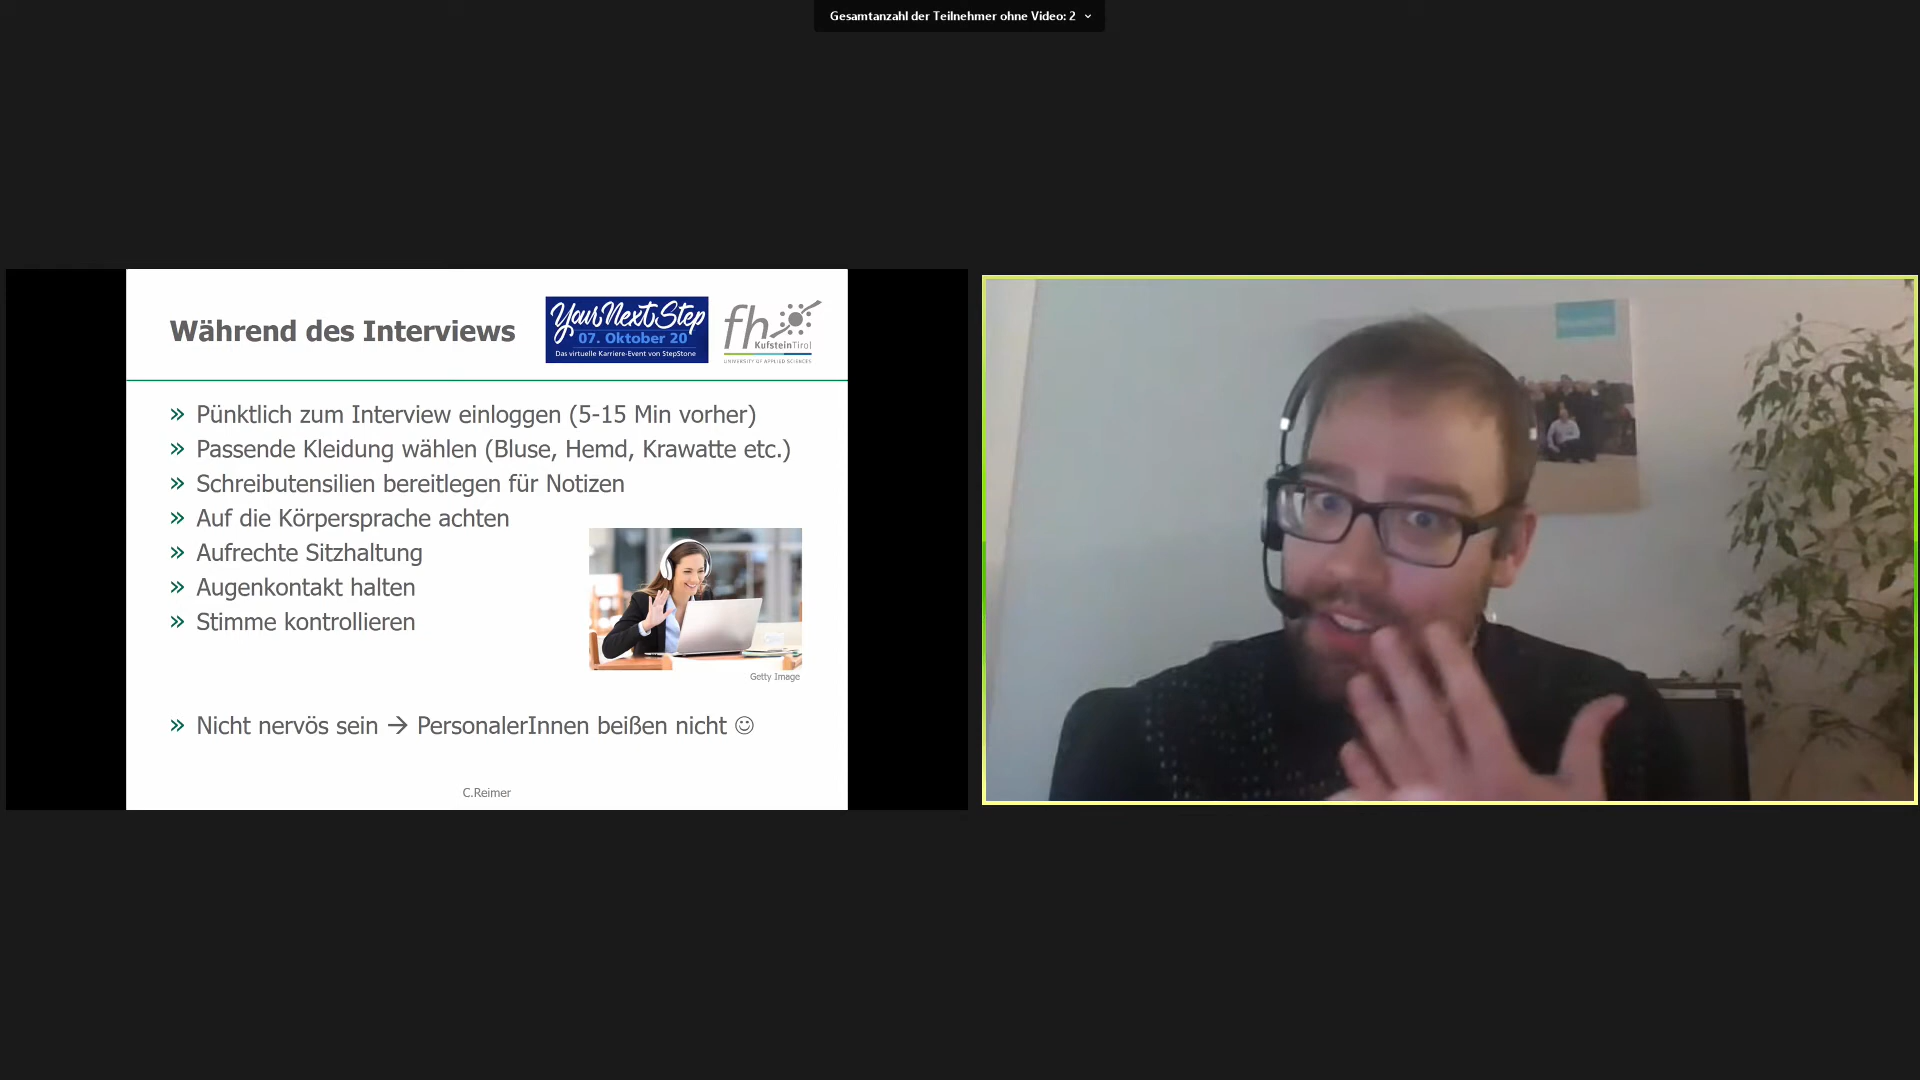 Gesamtanzahl der Teilnehmer ohne Video: 2
Während des Interviews
Your Next Step
07. Oktober 20
Das virtuelle Karriere-Event von StepStone
fh
KufsteinTirol
UNIVERSITY OF APPLIED SCIENCES
» Pünktlich zum Interview einloggen (5-15 Min vorher)
» Passende Kleidung wählen (Bluse, Hemd, Krawatte etc.)
» Schreibutensilien bereitlegen für Notizen
» Auf die Körpersprache achten
» Aufrechte Sitzhaltung
» Augenkontakt halten
» Stimme kontrollieren
Getty Image
» Nicht nervös sein → PersonalerInnen beißen nicht ☺
C.Reimer